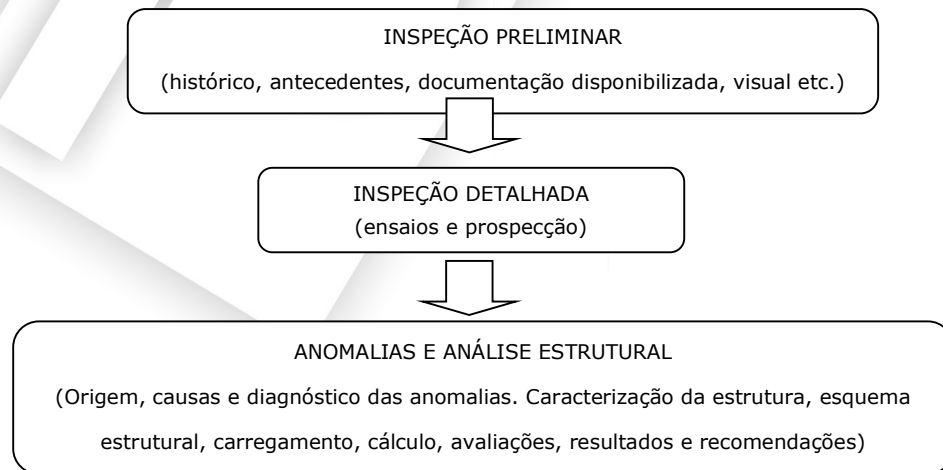 INSPEÇÃO PRELIMINAR
(histórico, antecedentes, documentação disponibilizada, visual etc.)
INSPEÇÃO DETALHADA
(ensaios e prospecção)
ANOMALIAS E ANÁLISE ESTRUTURAL
(Origem, causas e diagnóstico das anomalias. Caracterização da estrutura, esquema
estrutural, carregamento, cálculo, avaliações, resultados e recomendações)